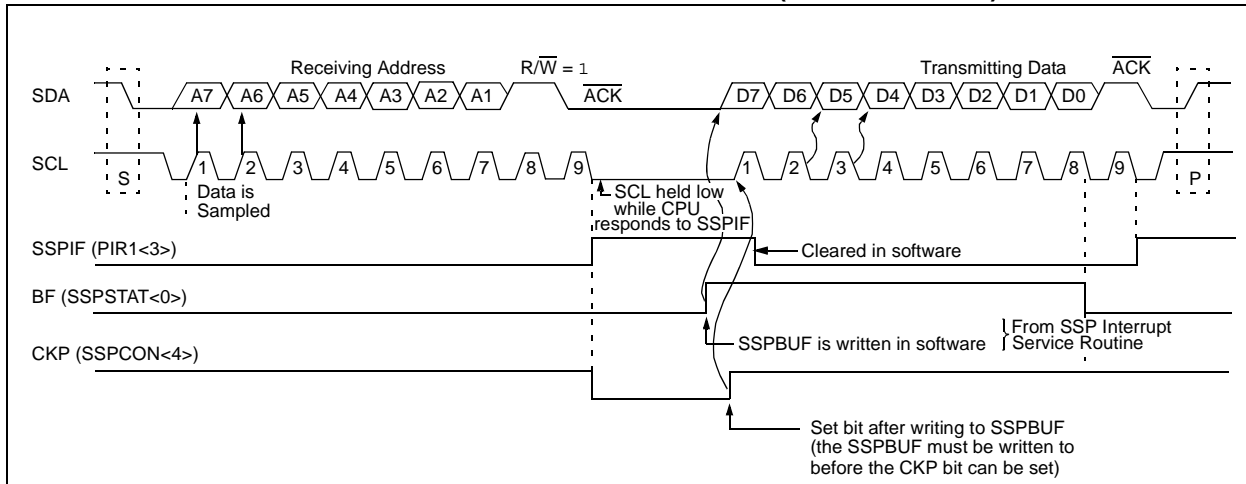 Receiving Address R/W = 1 Transmitting Data ACK
SDA A7 A6 A5 A4 A3 A2 A1 ACK D7 D6 D5 D4 D3 D2 D1 D0
SCL 1 2 3 4 5 6 7 8 9 1 2 3 4 5 6 7 8 9
S P
Data is
Sampled
SCL held low
while CPU
responds to SSPIF
SSPIF (PIR1<3>)
Cleared in software
BF (SSPSTAT<0>)
SSPBUF is written in software
From SSP Interrupt
Service Routine
CKP (SSPCON<4>)
Set bit after writing to SSPBUF
(the SSPBUF must be written to
before the CKP bit can be set)